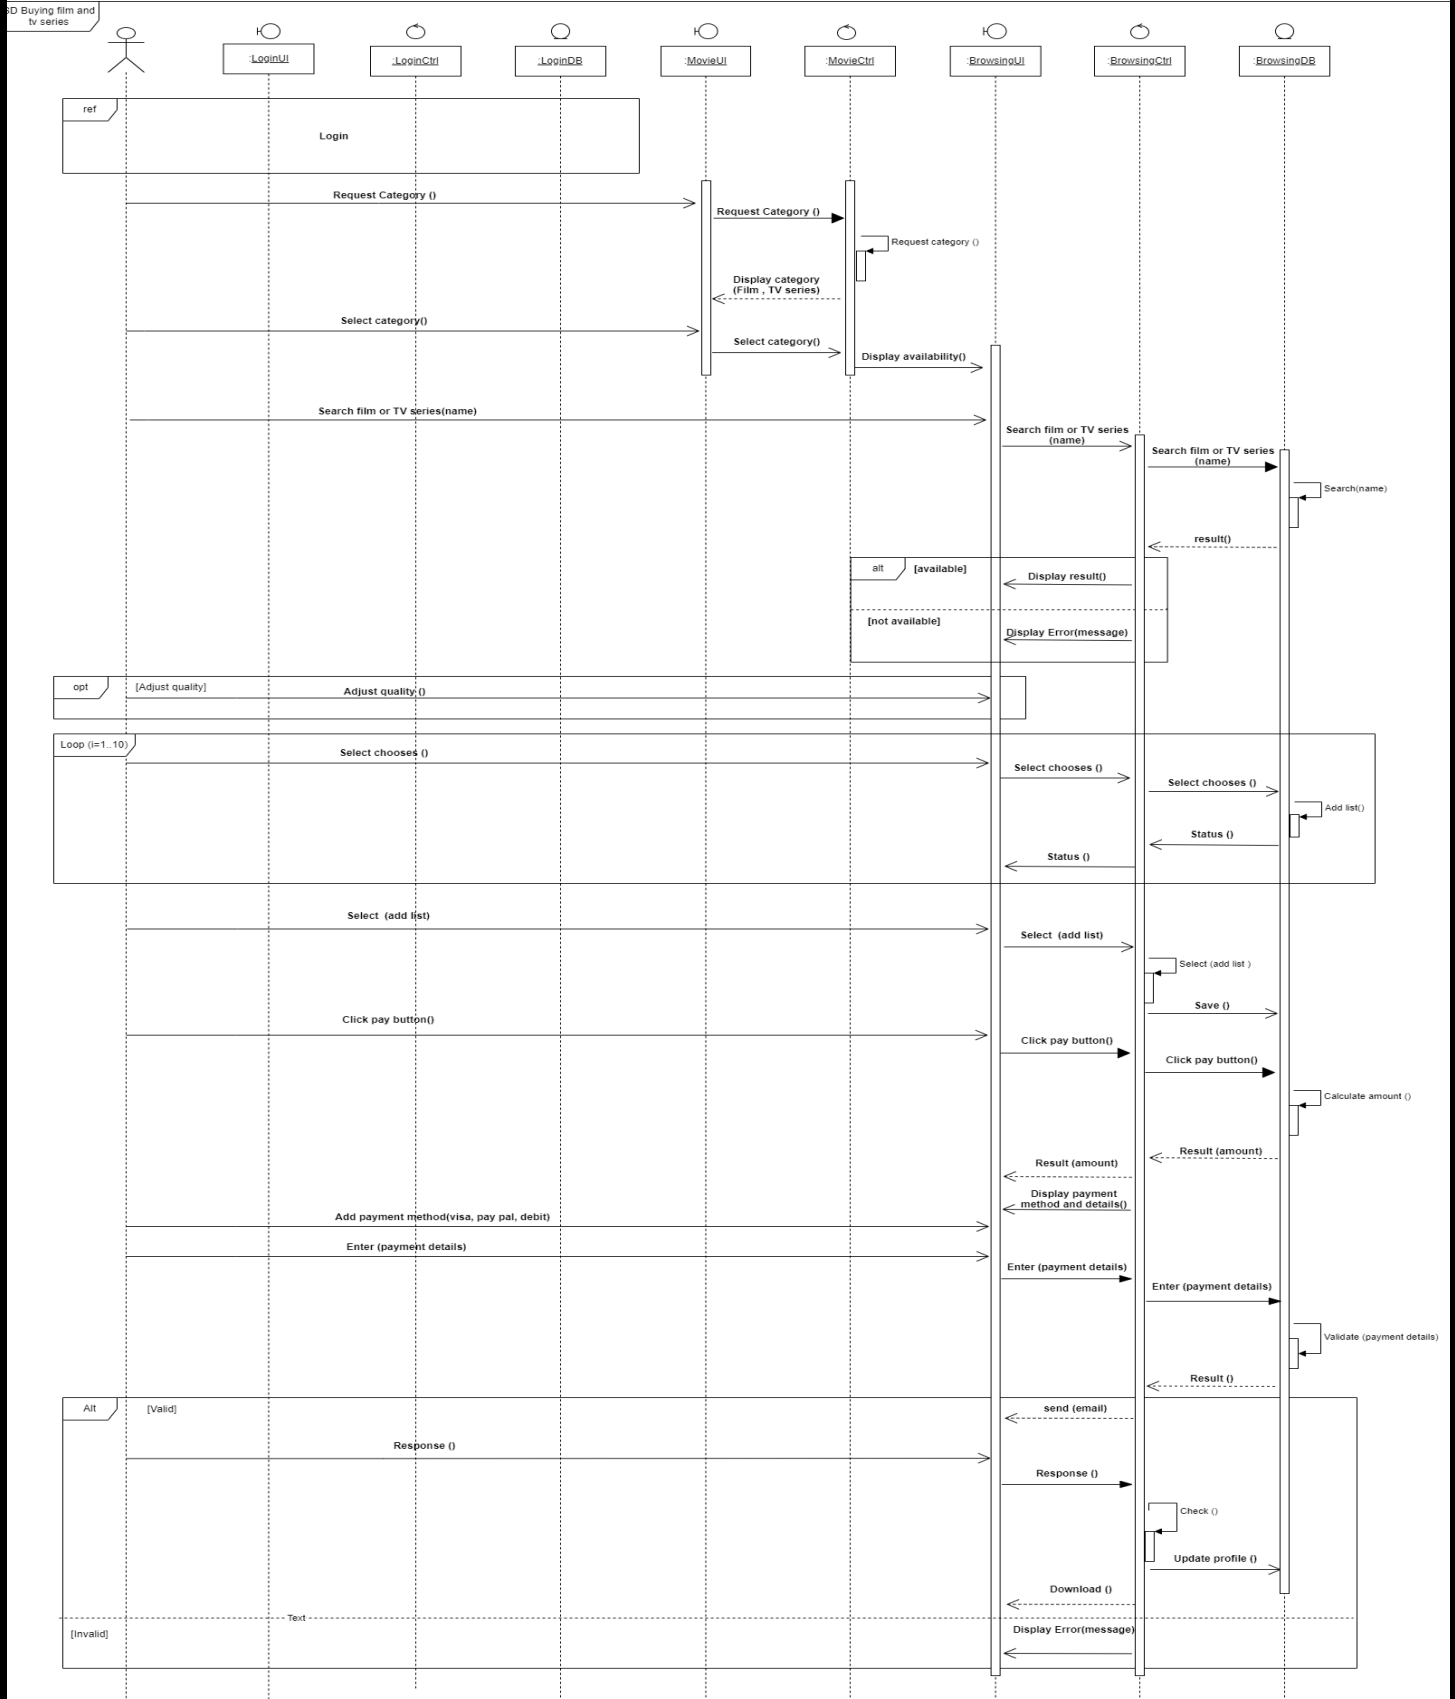 SD Buying film and
tv series
:LoginUI
:LoginCtrl
:LoginDB
:MovieUI
:MovieCtrl
:BrowsingUI
:BrowsingCtrl
:BrowsingDB
ref
Login
Request Category ()
Request Category ()
Request category ()
Display category
(Film , TV series)
Select category()
Select category()
Display availability()
Search film or TV series(name)
Search film or TV series
(name)
Search film or TV series
(name)
Search(name)
result()
alt
[available]
Display result()
[not available]
Display Error(message)
opt
[Adjust quality]
Adjust quality ()
Loop (i=1..10)
Select chooses ()
Select chooses ()
Select chooses ()
Add list()
Status ()
Status ()
Select (add list)
Select (add list)
Select (add list )
Save ()
Click pay button()
Click pay button()
Click pay button()
Calculate amount ()
Result (amount)
Result (amount)
Display payment
method and details()
Add payment method(visa, pay pal, debit)
Enter (payment details)
Enter (payment details)
Enter (payment details)
Validate (payment details)
Result ()
Alt
[Valid]
send (email)
Response ()
Response ()
Check ()
Update profile ()
Download ()
Text
[Invalid]
Display Error(message)